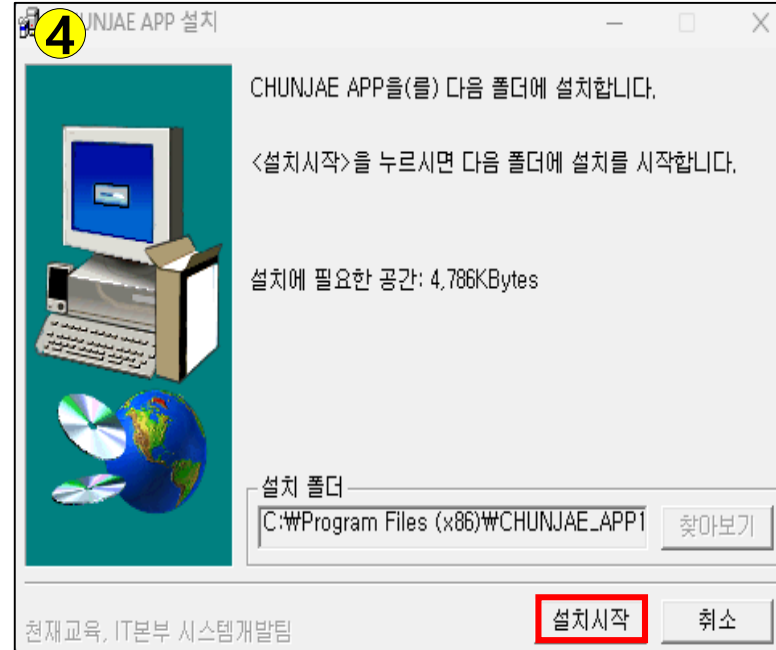 ④
UNJAE APP 설치
CHUNJAE APP을(를) 다음 폴더에 설치합니다.
<설치시작>을 누르시면 다음 폴더에 설치를 시작합니다.
설치에 필요한 공간: 4,786KBytes
설치 폴더
C:₩Program Files (x86)₩CHUNJAE_APP1
찾아보기
천재교육, IT본부 시스템개발팀
설치시작
취소